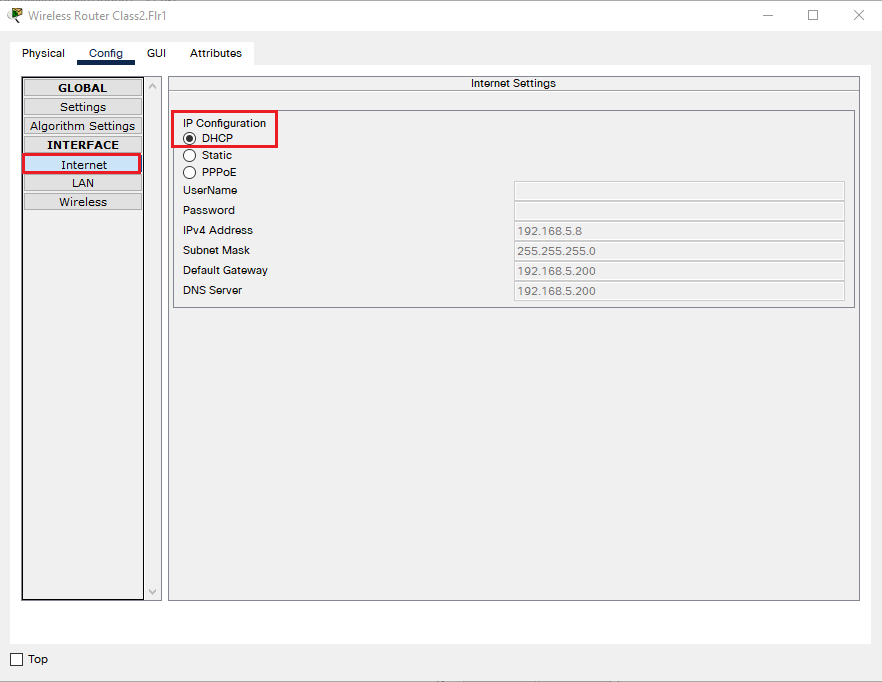 Wireless Router Class2.Flr1
Physical Config GUI Attributes
GLOBAL
Settings
Algorithm Settings
INTERFACE
Internet
LAN
Wireless
Internet Settings
IP Configuration
DHCP
Static
PPPoE
UserName
Password
IPv4 Address 192.168.5.8
Subnet Mask 255.255.255.0
Default Gateway 192.168.5.200
DNS Server 192.168.5.200
Top